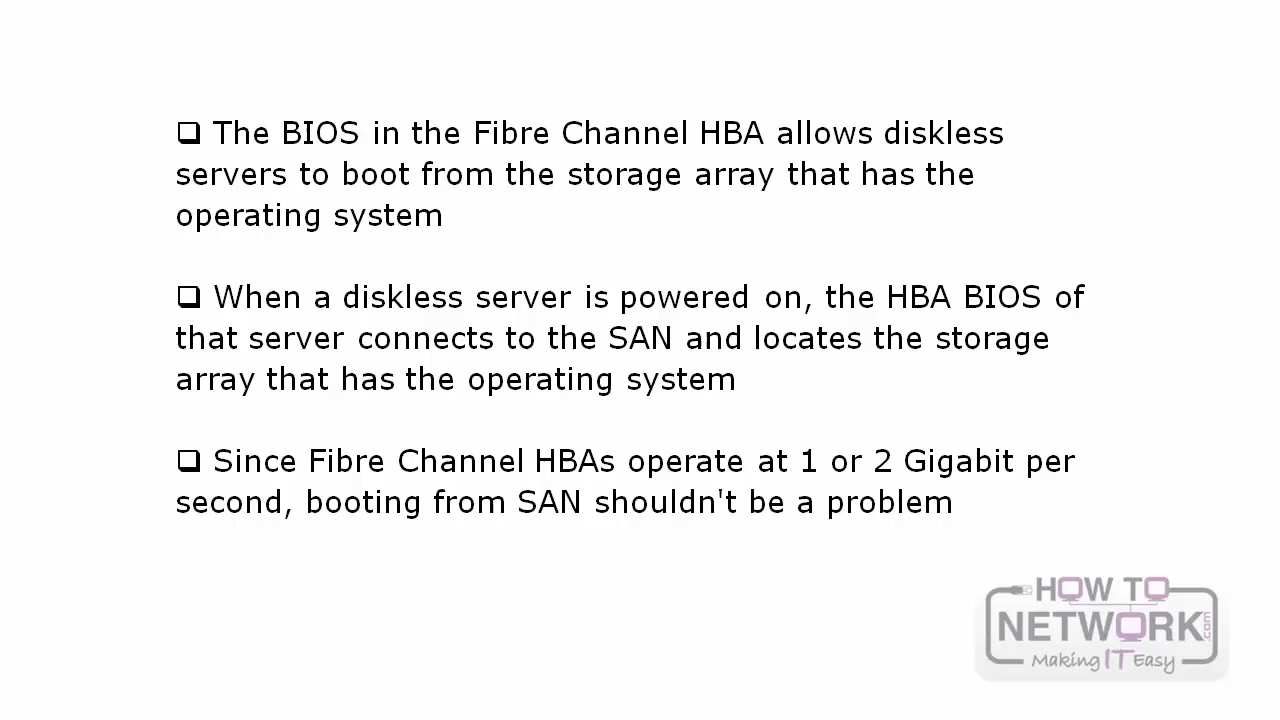 ❑ The BIOS in the Fibre Channel HBA allows diskless
servers to boot from the storage array that has the
operating system
❑ When a diskless server is powered on, the HBA BIOS of
that server connects to the SAN and locates the storage
array that has the operating system
❑ Since Fibre Channel HBAs operate at 1 or 2 Gigabit per
second, booting from SAN shouldn't be a problem
HOW TO
NETWORK.com
Making IT Easy